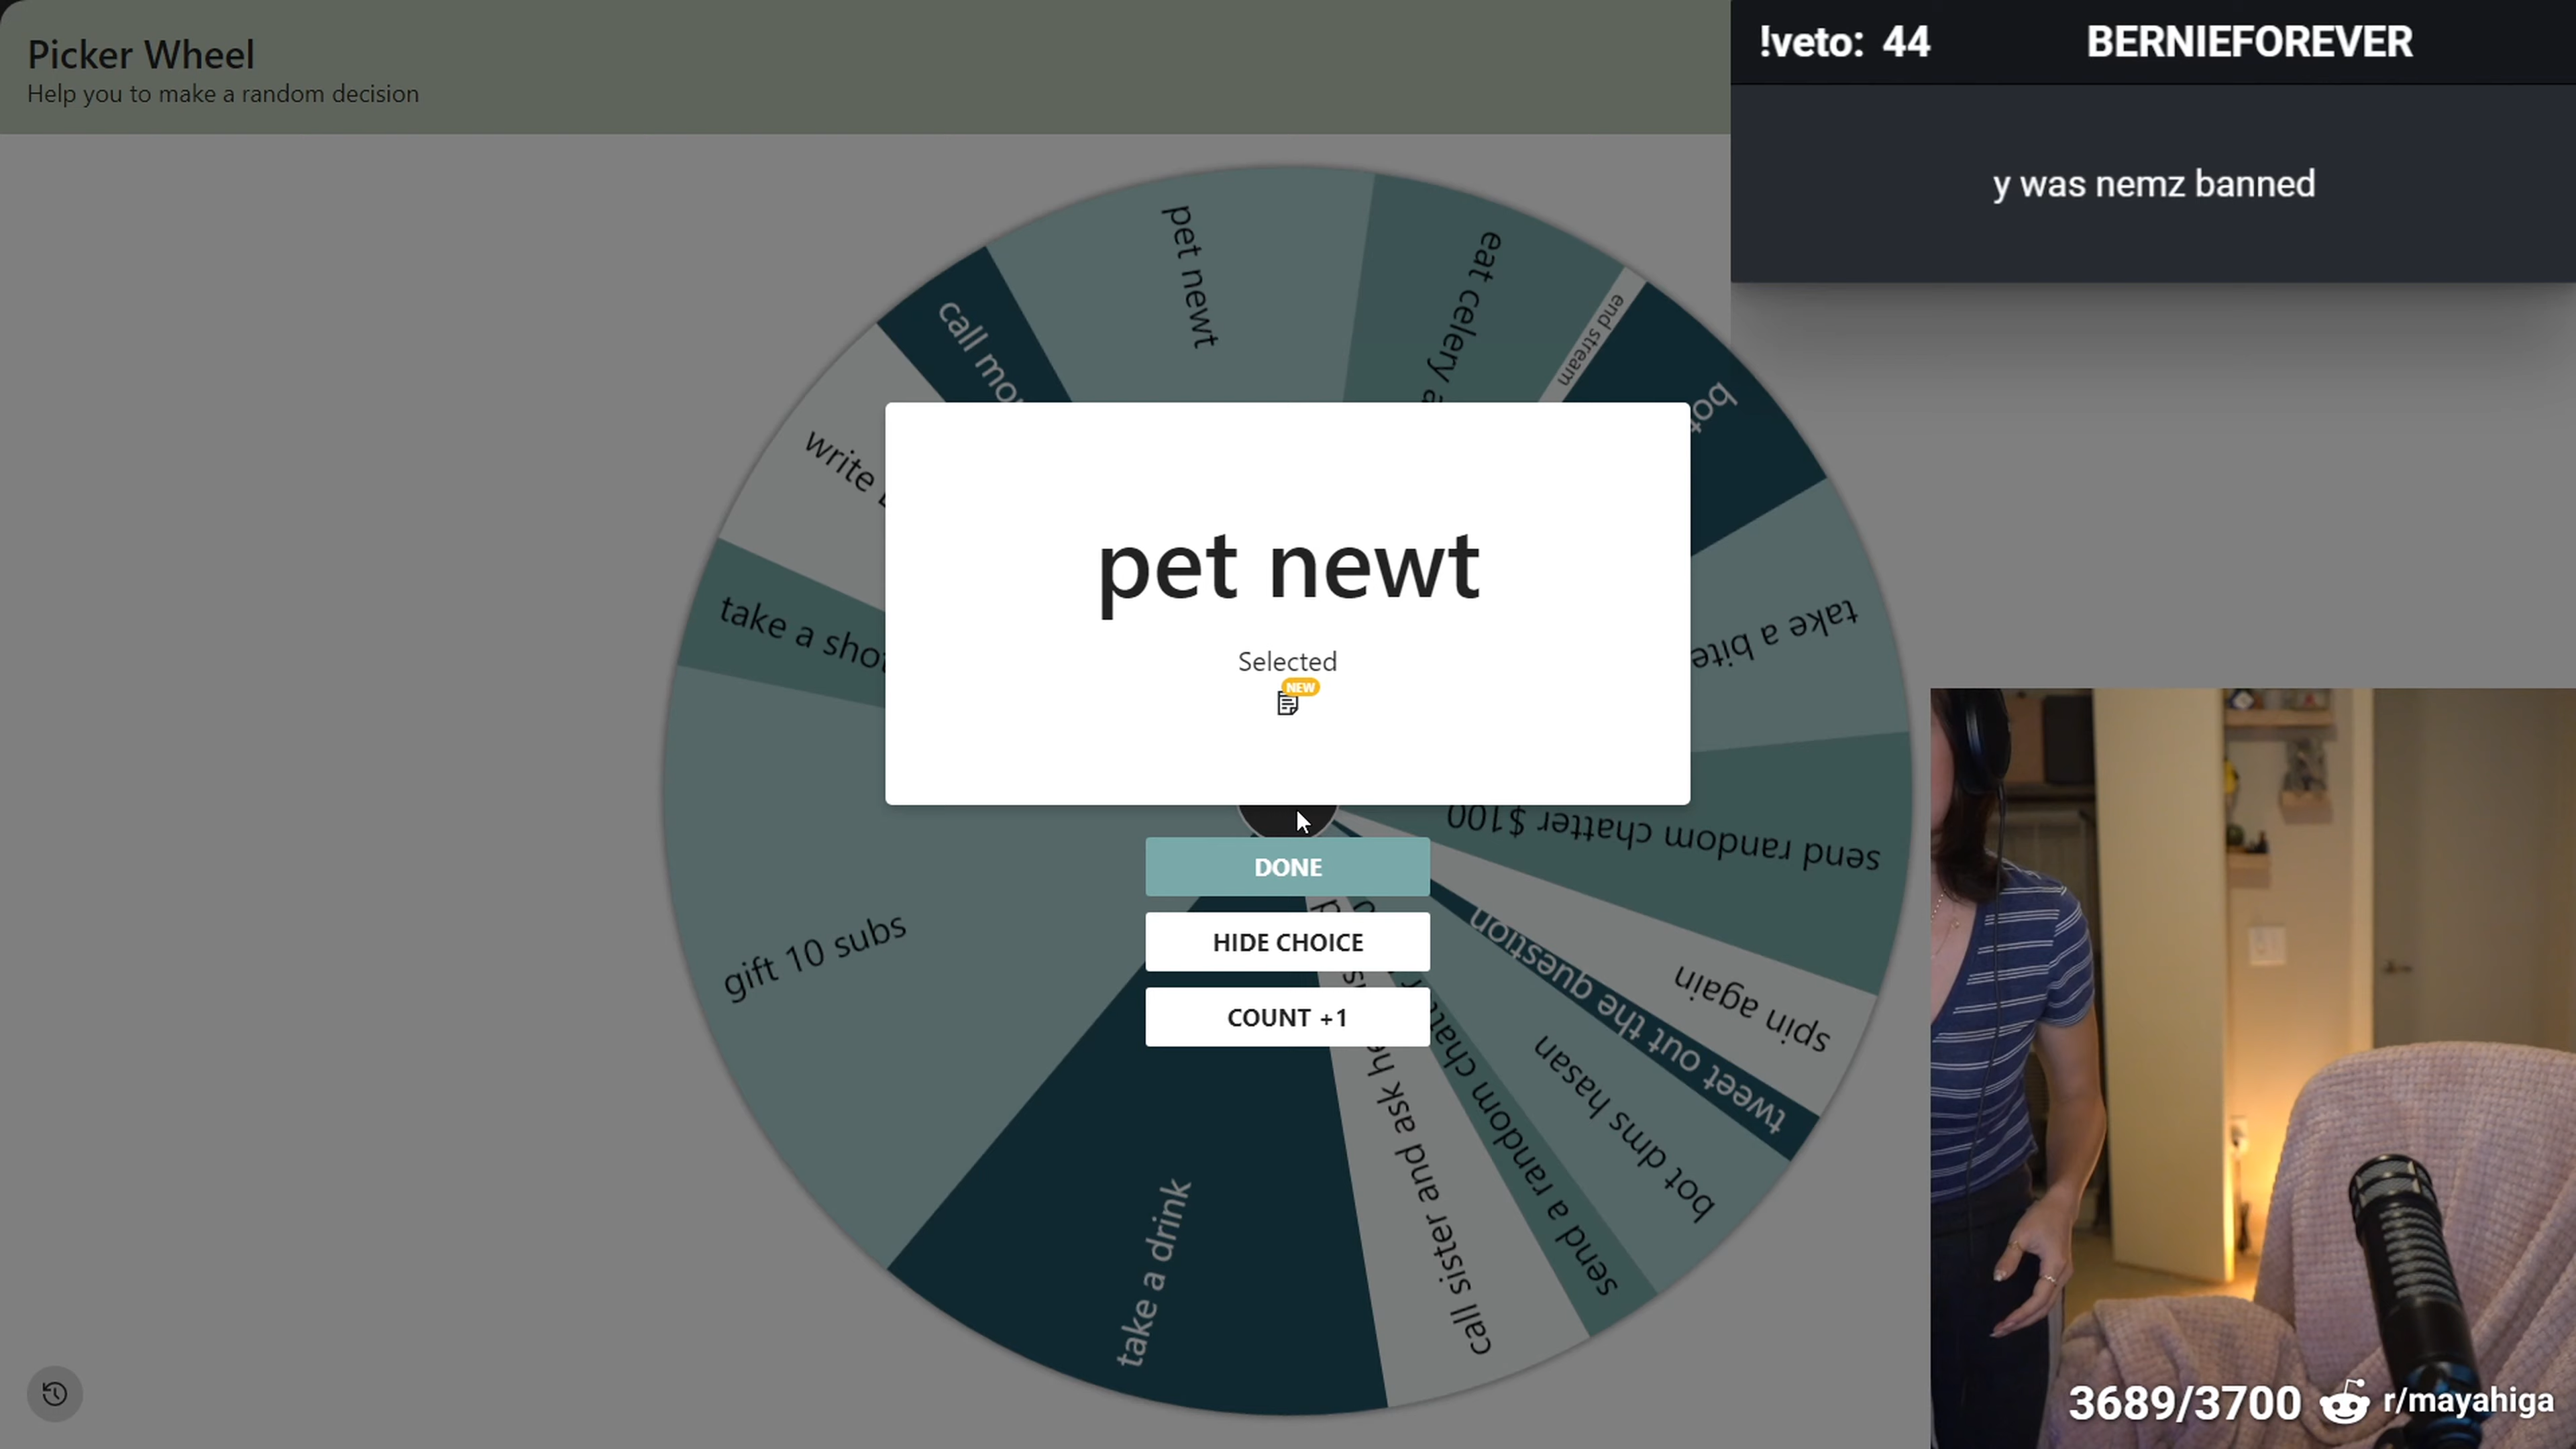 Picker Wheel
Help you to make a random decision
!veto: 44
BERNIEFOREVER
y was nemz banned
pet newt
eat celery
end stream
bot
take a bite
send random chatter $100
spin again
tweet out the question
bot dms hasan
send a random
call sister and ask
take a drink
gift 10 subs
take a
write
call
pet newt
Selected
NEW
DONE
HIDE CHOICE
COUNT +1
3689/3700
r/mayahiga